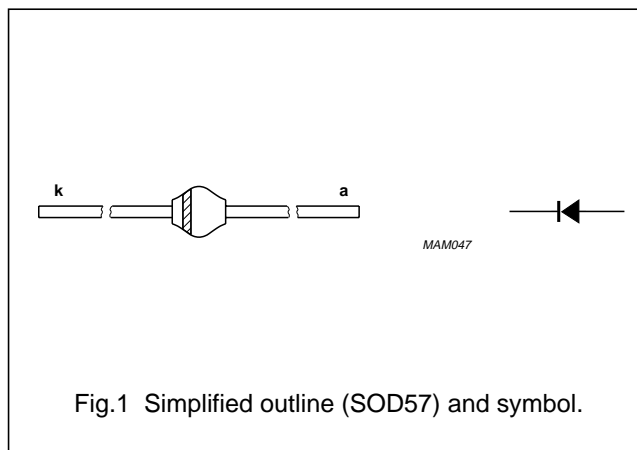 k
a
MAM047
Fig.1 Simplified outline (SOD57) and symbol.